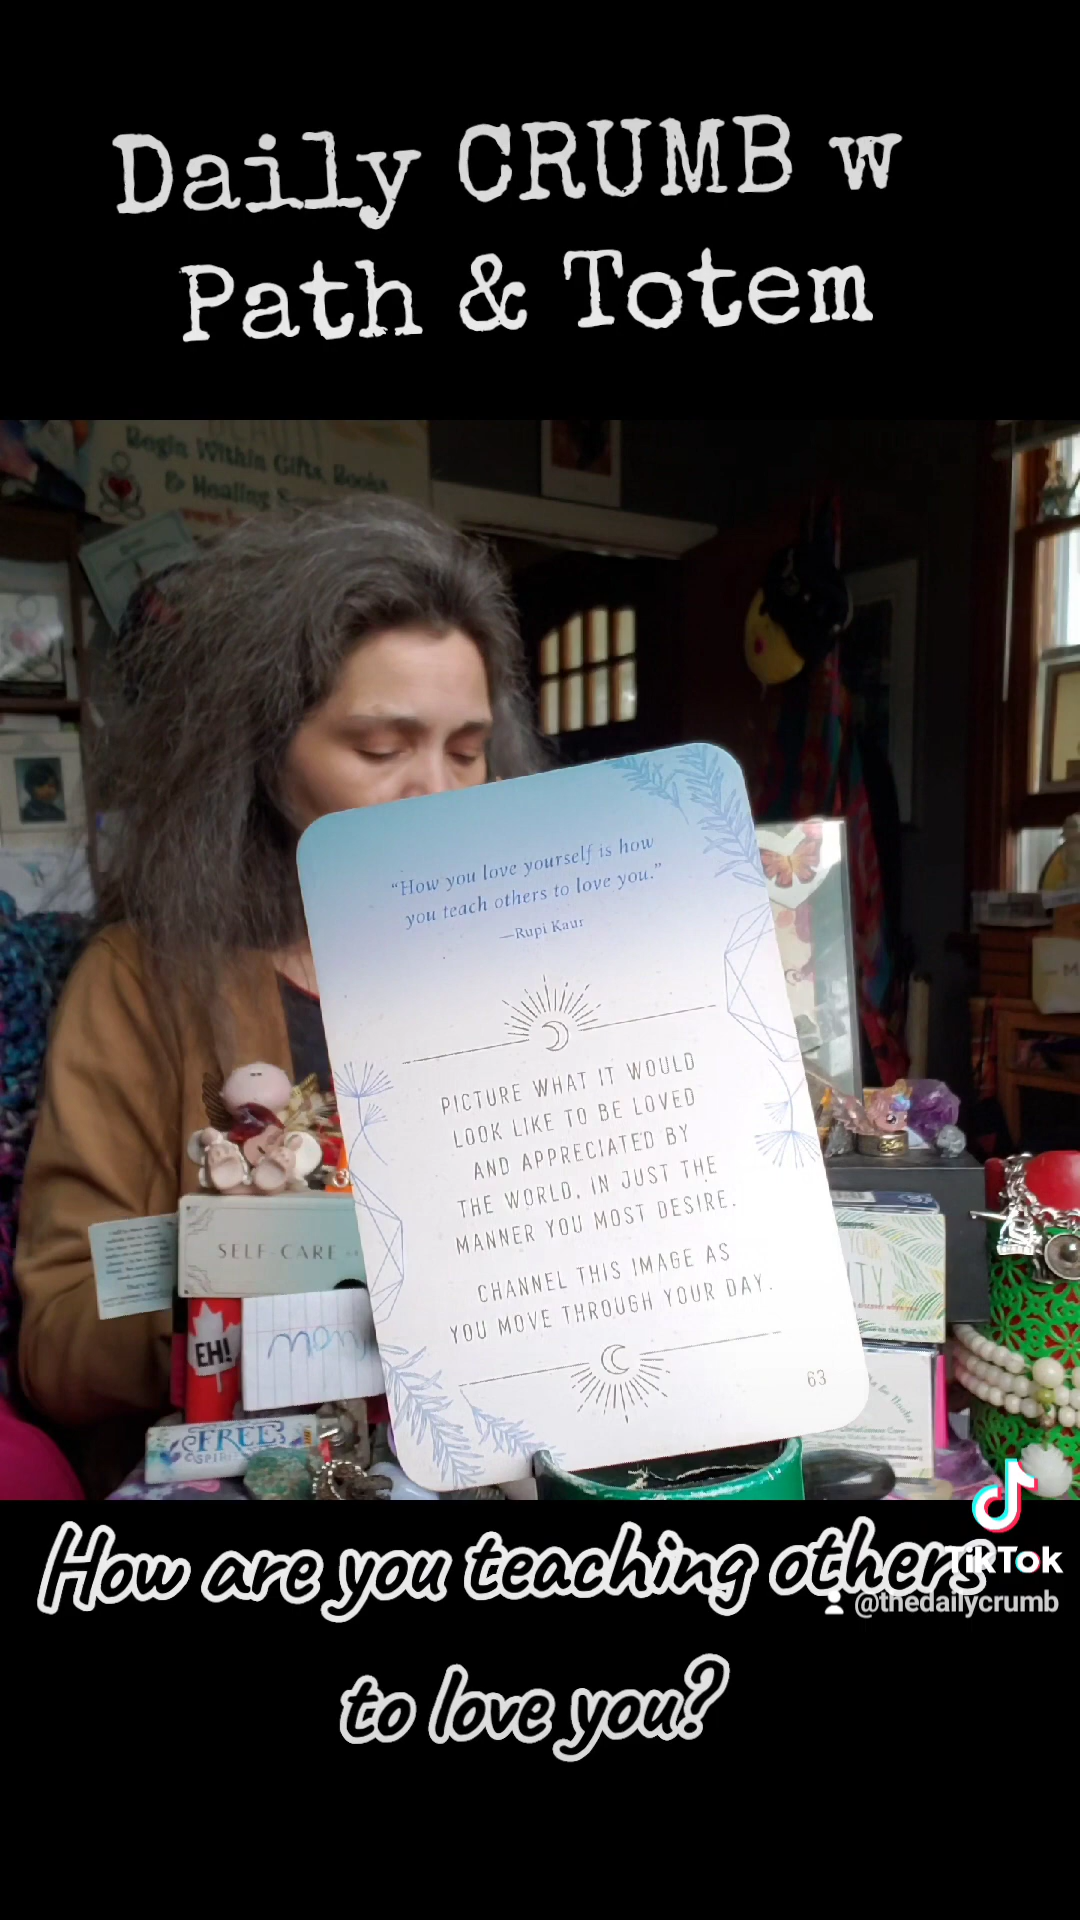 Daily CRUMB w
Path & Totem
Begin Within Gifts, Books
& Healing
"How you love yourself is how
you teach others to love you."
—Rupi Kaur
PICTURE WHAT IT WOULD
LOOK LIKE TO BE LOVED
AND APPRECIATED BY
THE WORLD, IN JUST THE
MANNER YOU MOST DESIRE.
CHANNEL THIS IMAGE AS
YOU MOVE THROUGH YOUR DAY.
63
SELF-CARE
EH!
FREE
SPIRIT
How are you teaching others
to love you?
TikTok
@thedailycrumb